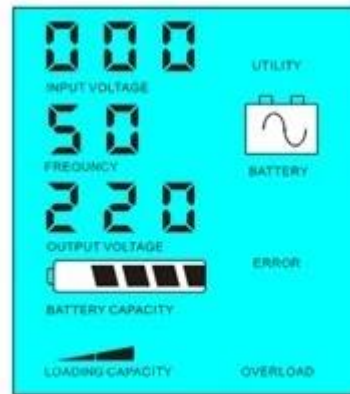 000
UTILITY
INPUT VOLTAGE
50
FREQUNCY
BATTERY
220
OUTPUT VOLTAGE
ERROR
BATTERY CAPACITY
LOADING CAPACITY
OVERLOAD